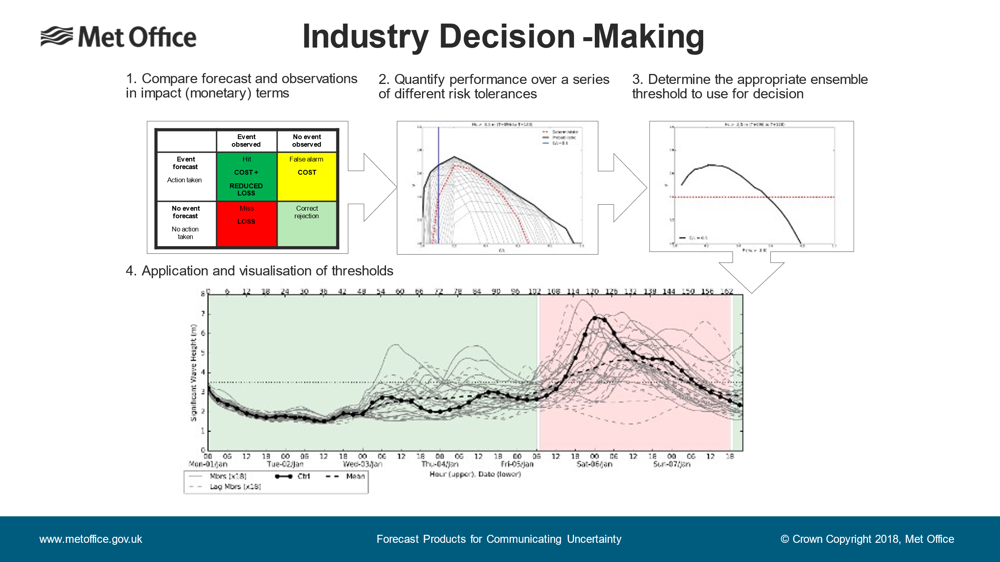 Met Office
Industry Decision -Making
1. Compare forecast and observations
in impact (monetary) terms
2. Quantify performance over a series
of different risk tolerances
3. Determine the appropriate ensemble
threshold to use for decision
Event
observed
No event
observed
Event
forecast
Action taken
Hit
COST +
REDUCED
LOSS
False alarm
COST
No event
forecast
No action
taken
Miss
LOSS
Correct
rejection
Deterministic
Probabilistic
C/L
4. Application and visualisation of thresholds
0 6 12 18 24 30 36 42 48 54 60 66 72 78 84 90 96 102 108 114 120 126 132 138 144 150 156 162
8
7
6
5
4
3
2
1
0
Significant Wave Height (m)
00 06 12 18 00 06 12 18 00 06 12 18 00 06 12 18 00 06 12 18 00 06 12 18 00 06 12 18
Mon-01/Jan Tue-02/Jan Wed-03/Jan Thu-04/Jan Fri-05/Jan Sat-06/Jan Sun-07/Jan
Hour (upper), Date (lower)
Mbrs (x18) Ctrl Mean
Lag Mbrs (x18)
www.metoffice.gov.uk
Forecast Products for Communicating Uncertainty
© Crown Copyright 2018, Met Office